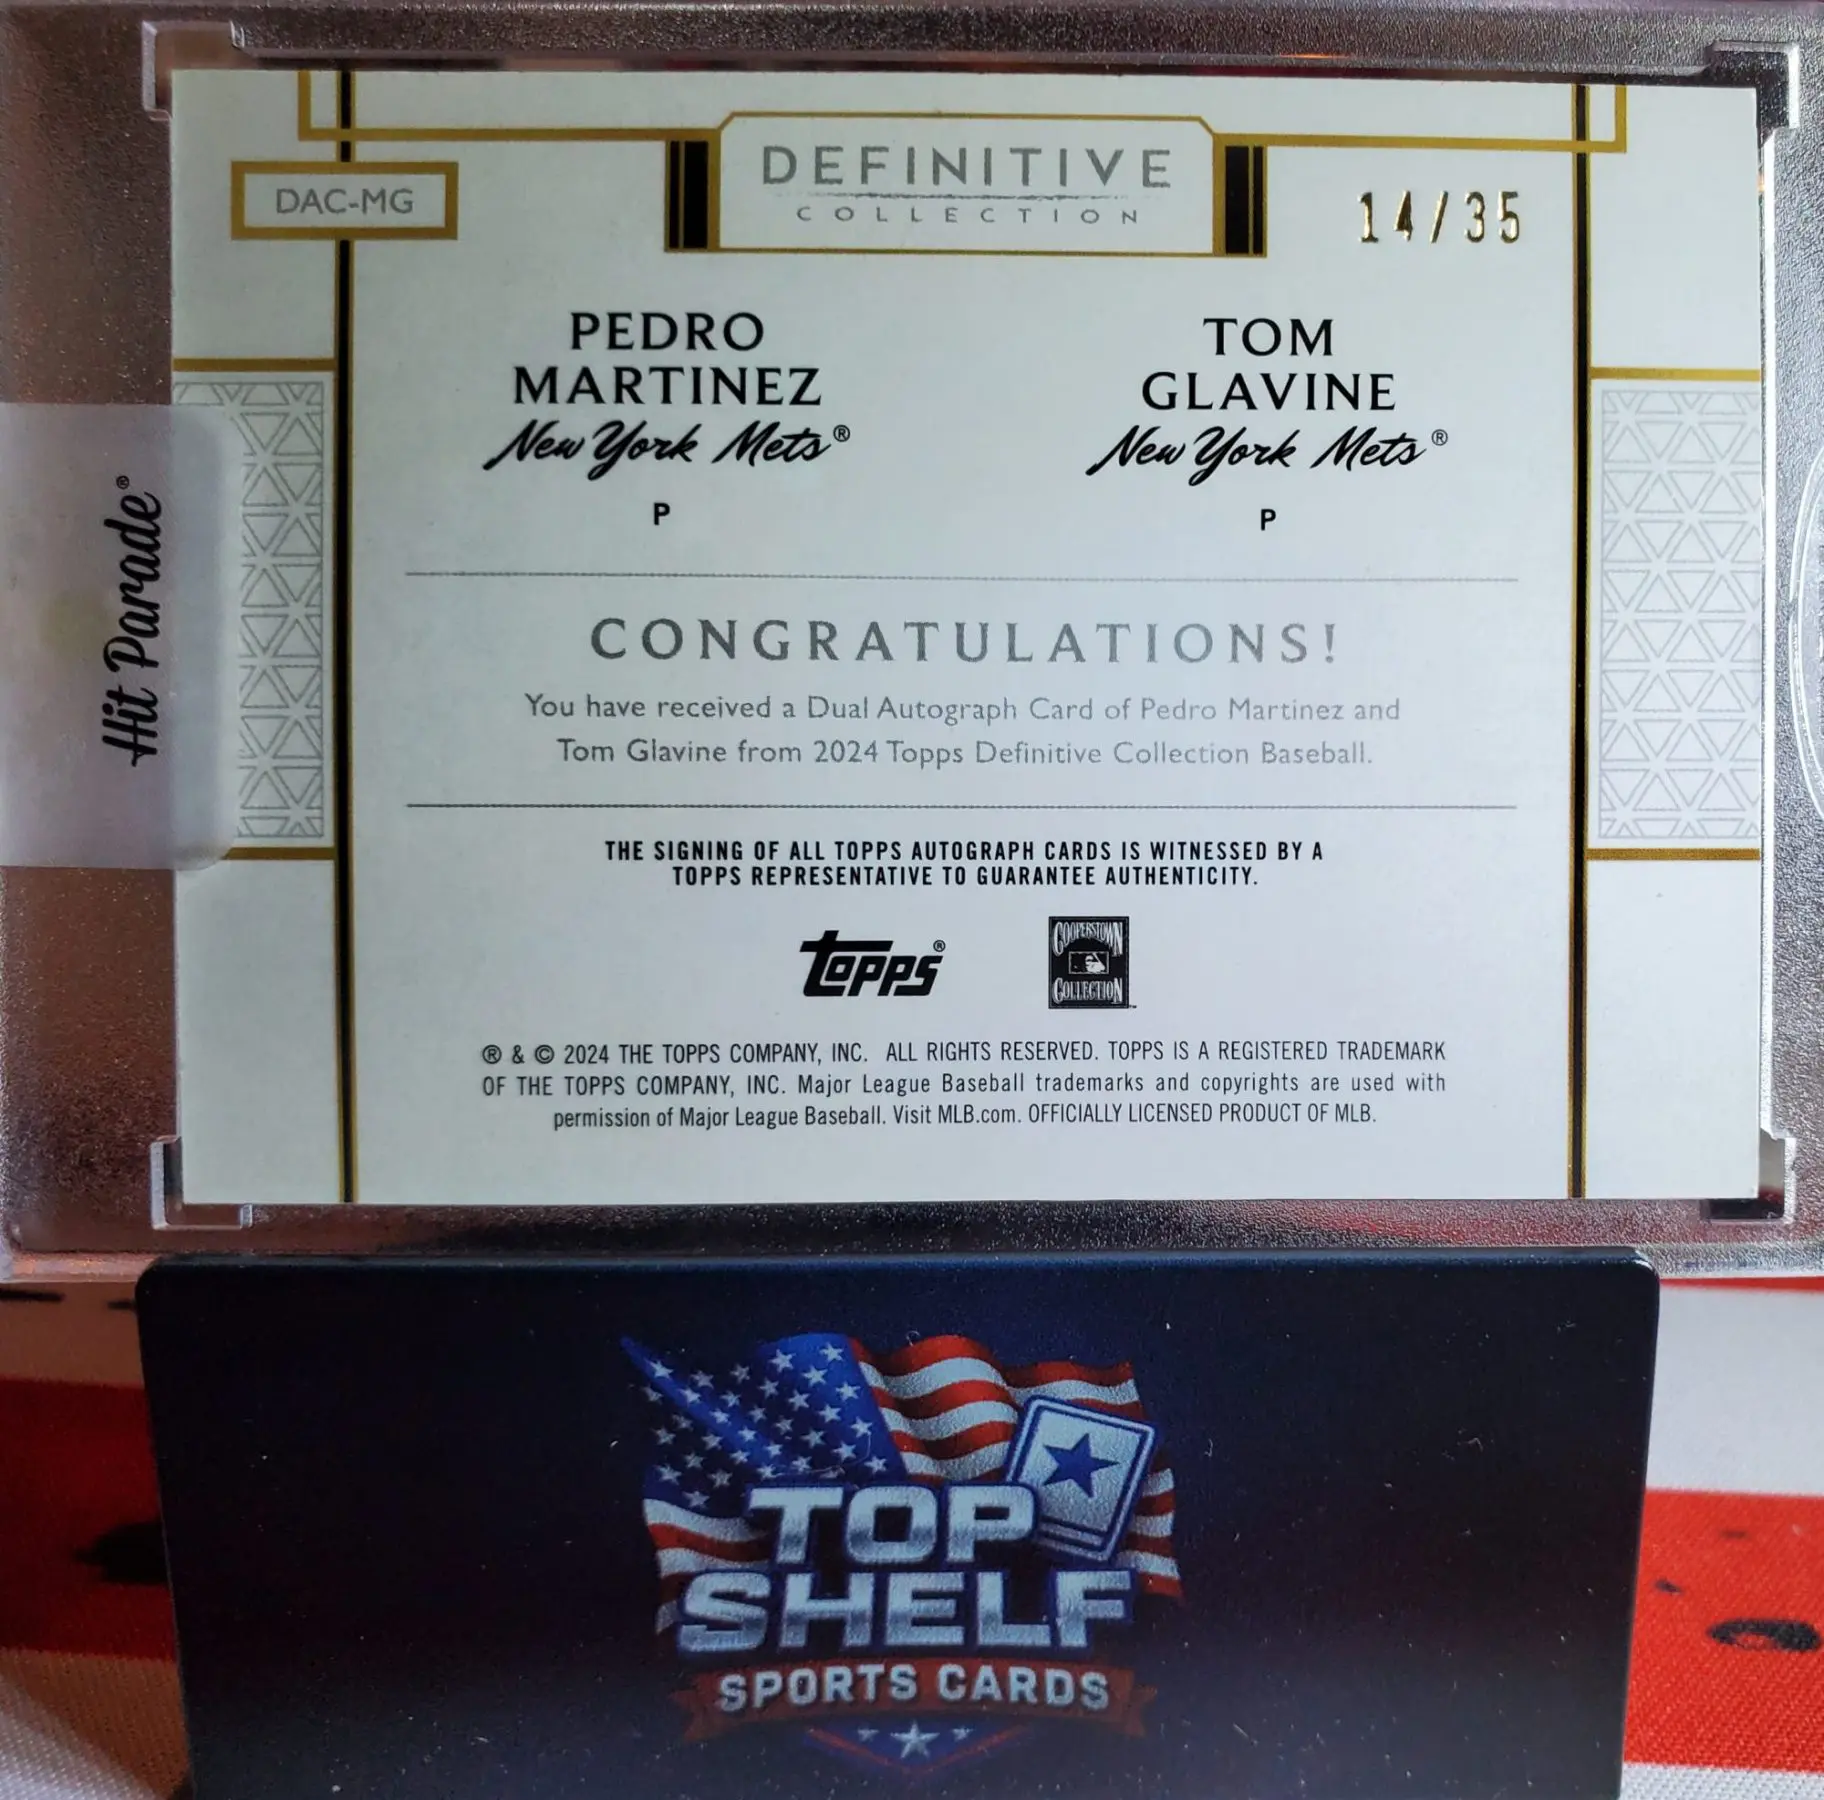 DEFINITIVE
COLLECTION
DAC-MG
14/35
PEDRO
MARTINEZ
New York Mets®
P
TOM
GLAVINE
New York Mets®
P
CONGRATULATIONS!
You have received a Dual Autograph Card of Pedro Martinez and
Tom Glavine from 2024 Topps Definitive Collection Baseball.
THE SIGNING OF ALL TOPPS AUTOGRAPH CARDS IS WITNESSED BY A
TOPPS REPRESENTATIVE TO GUARANTEE AUTHENTICITY.
Topps®
COOPERSTOWN
COLLECTION
® & © 2024 THE TOPPS COMPANY, INC. ALL RIGHTS RESERVED. TOPPS IS A REGISTERED TRADEMARK
OF THE TOPPS COMPANY, INC. Major League Baseball trademarks and copyrights are used with
permission of Major League Baseball. Visit MLB.com. OFFICIALLY LICENSED PRODUCT OF MLB.
Hit Parade®
TOP
SHELF
SPORTS CARDS